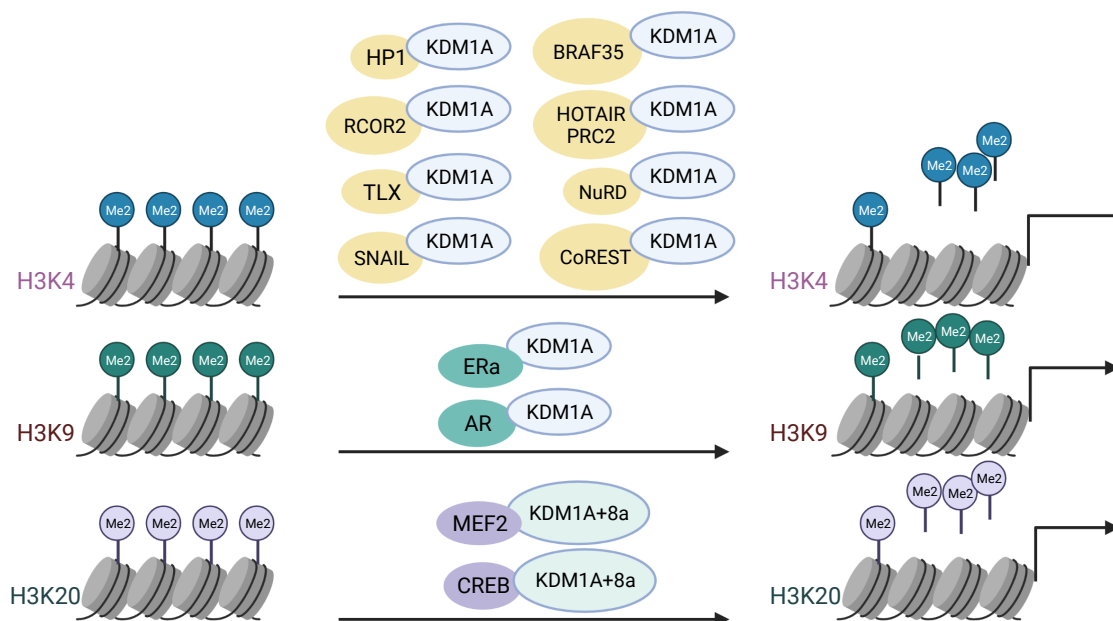 HP1 KDM1A BRAF35 KDM1A
RCOR2 KDM1A HOTAIR PRC2 KDM1A
TLX KDM1A NuRD KDM1A
SNAIL KDM1A CoREST KDM1A
Me2 Me2 Me2 Me2
H3K4
Me2 Me2 Me2 Me2
H3K4
Me2 Me2 Me2 Me2
H3K9
ERa KDM1A
AR KDM1A
Me2 Me2 Me2 Me2
H3K9
Me2 Me2 Me2 Me2
H3K20
MEF2 KDM1A+8a
CREB KDM1A+8a
Me2 Me2 Me2 Me2
H3K20